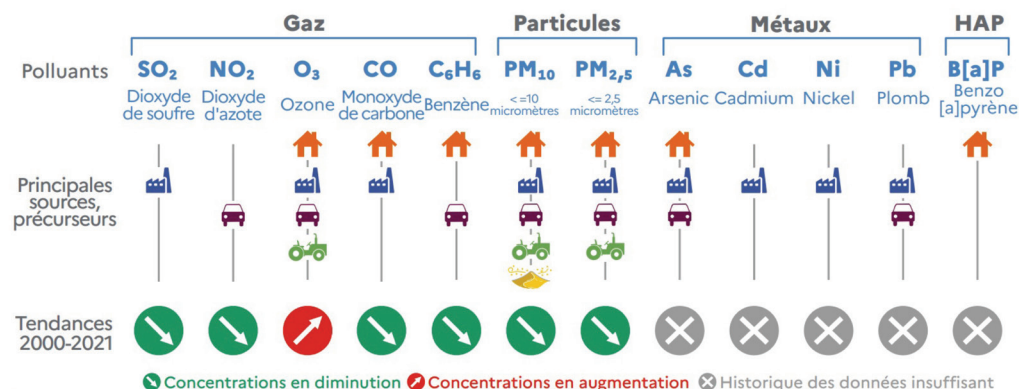 Gaz Particules Métaux HAP
Polluants SO₂ NO₂ O₃ CO C₆H₆ PM₁₀ PM₂,₅ As Cd Ni Pb B[a]P
Dioxyde de soufre
Dioxyde d'azote
Ozone
Monoxyde de carbone
Benzène
<=10 micromètres
<= 2,5 micromètres
Arsenic
Cadmium
Nickel
Plomb
Benzo [a]pyrène
Principales
sources,
précurseurs
Tendances
2000-2021
Concentrations en diminution Concentrations en augmentation Historique des données insuffisant